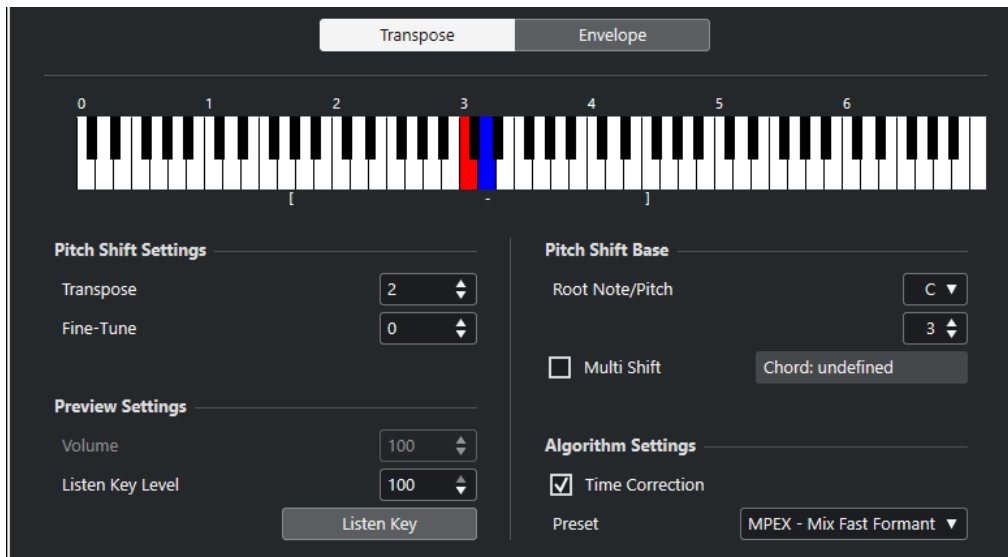 Transpose Envelope
0 1 2 3 4 5 6
[ - ]
Pitch Shift Settings
Transpose 2
Fine-Tune 0
Preview Settings
Volume 100
Listen Key Level 100
Listen Key
Pitch Shift Base
Root Note/Pitch C
3
Multi Shift Chord: undefined
Algorithm Settings
Time Correction
Preset MPEX - Mix Fast Formant